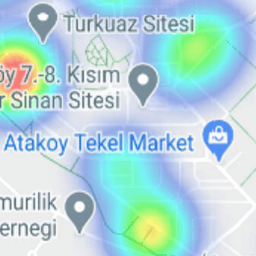 Turkuaz Sitesi
öy 7.-8. Kısım
r Sinan Sitesi
Atakoy Tekel Market
murilik
ernegi